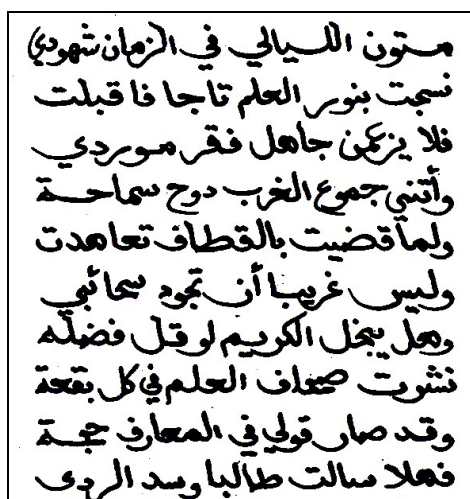 متون الليالي في الزمان شهودي
نسجت بنور العلم تاجا فاقبلت
فلا يزعمن جاهل فقر موردي
وأتتني جموع الغرب دوح سماحة
ولما قضيت بالقطاف تعاهدت
وليس غريبا أن تجود سحائبي
وهل يبخل الكريم لو قل فضله
نشرت صحاف العلم في كل بقعة
وقد صار قولي في المعارف حجة
فهلا سالت طالبا وسد الردى